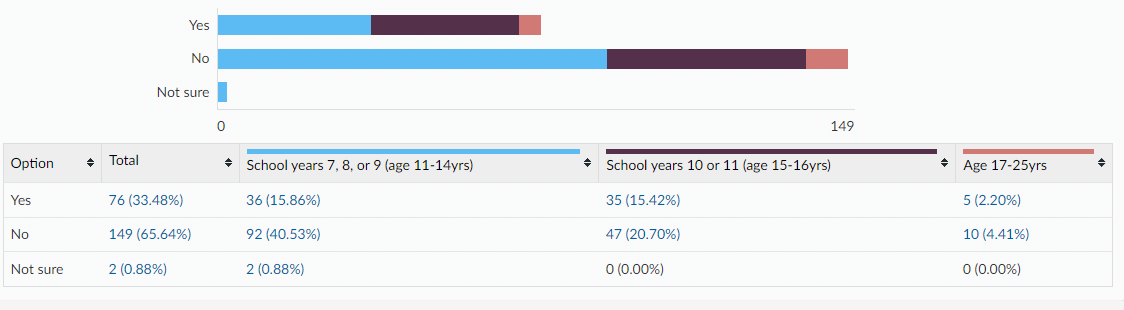 Yes
No
Not sure
0 149
Option Total School years 7, 8, or 9 (age 11-14yrs) School years 10 or 11 (age 15-16yrs) Age 17-25yrs
Yes 76 (33.48%) 36 (15.86%) 35 (15.42%) 5 (2.20%)
No 149 (65.64%) 92 (40.53%) 47 (20.70%) 10 (4.41%)
Not sure 2 (0.88%) 2 (0.88%) 0 (0.00%) 0 (0.00%)